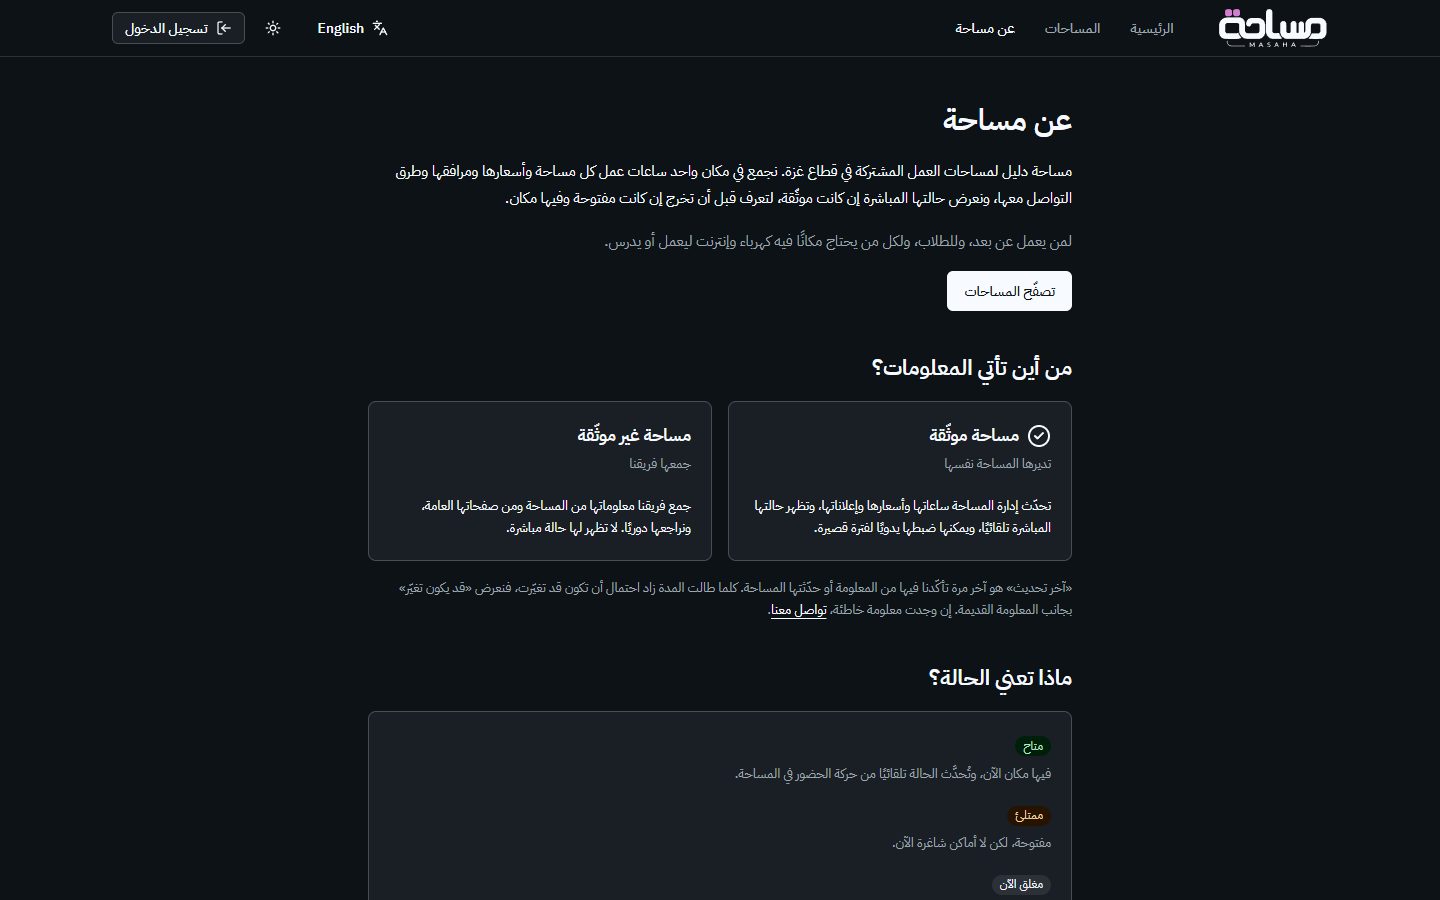 مساحة
MASAHA
الرئيسية
المساحات
عن مساحة
English
تسجيل الدخول
عن مساحة
مساحة دليل لمساحات العمل المشتركة في قطاع غزة. نجمع في مكان واحد ساعات عمل كل مساحة وأسعارها ومرافقها وطرق
التواصل معها، ونعرض حالتها المباشرة إن كانت موثّقة، لتعرف قبل أن تخرج إن كانت مفتوحة وفيها مكان.
لمن يعمل عن بعد، وللطلاب، ولكل من يحتاج مكانًا فيه كهرباء وإنترنت ليعمل أو يدرس.
تصفّح المساحات
من أين تأتي المعلومات؟
مساحة موثّقة
تديرها المساحة نفسها
تحدّث إدارة المساحة ساعاتها وأسعارها وإعلاناتها، وتظهر حالتها
المباشرة تلقائيًا، ويمكنها ضبطها يدويًا لفترة قصيرة.
مساحة غير موثّقة
جمعها فريقنا
جمع فريقنا معلوماتها من المساحة ومن صفحاتها العامة،
ونراجعها دوريًا. لا تظهر لها حالة مباشرة.
«آخر تحديث» هو آخر مرة تأكّدنا فيها من المعلومة أو حدّثتها المساحة. كلما طالت المدة زاد احتمال أن تكون قد تغيّرت، فنعرض «قد يكون تغيّر»
بجانب المعلومة القديمة. إن وجدت معلومة خاطئة، تواصل معنا.
ماذا تعني الحالة؟
متاح
فيها مكان الآن، وتُحدَّث الحالة تلقائيًا من حركة الحضور في المساحة.
ممتلئ
مفتوحة، لكن لا أماكن شاغرة الآن.
مغلق الآن